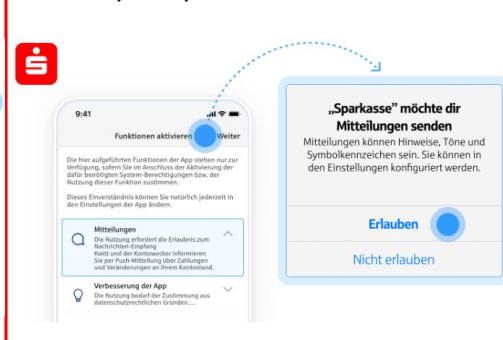 9:41
Funktionen aktivieren
Weiter
Die hier aufgeführten Funktionen der App stehen nur zur
Verfügung, sofern Sie im Anschluss der Aktivierung der
dafür benötigten System-Berechtigungen bzw. der
Nutzung dieser Funktion zustimmen.
Dieses Einverständnis können Sie natürlich jederzeit in
den Einstellungen der App ändern.
Mitteilungen
Die Nutzung erfordert die Erlaubnis zum
Nachrichten-Empfang
Kwitt und der Kontowecker informieren
Sie per Push-Mitteilung über Zahlungen
und Veränderungen an ihrem Kontostand.
Verbesserung der App
Die Nutzung bedarf der Zustimmung aus
datenschutzrechtlichen Gründen....
„Sparkasse” möchte dir
Mitteilungen senden
Mitteilungen können Hinweise, Töne und
Symbolkennzeichen sein. Sie können in
den Einstellungen konfiguriert werden.
Erlauben
Nicht erlauben